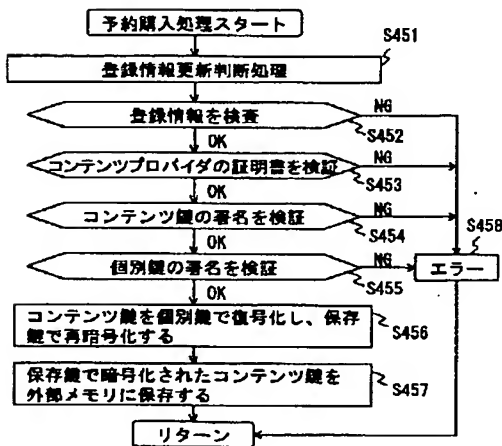 予約購入処理スタート
S451
登録情報更新判断処理
登録情報を検査
NG
S452
OK
コンテンツプロバイダの証明書を検証
NG
S453
OK
コンテンツ鍵の署名を検証
NG
S454
S458
OK
個別鍵の署名を検証
NG
エラー
S455
OK
コンテンツ鍵を個別鍵で復号化し、保存
鍵で再暗号化する
S456
保存鍵で暗号化されたコンテンツ鍵を
外部メモリに保存する
S457
リターン